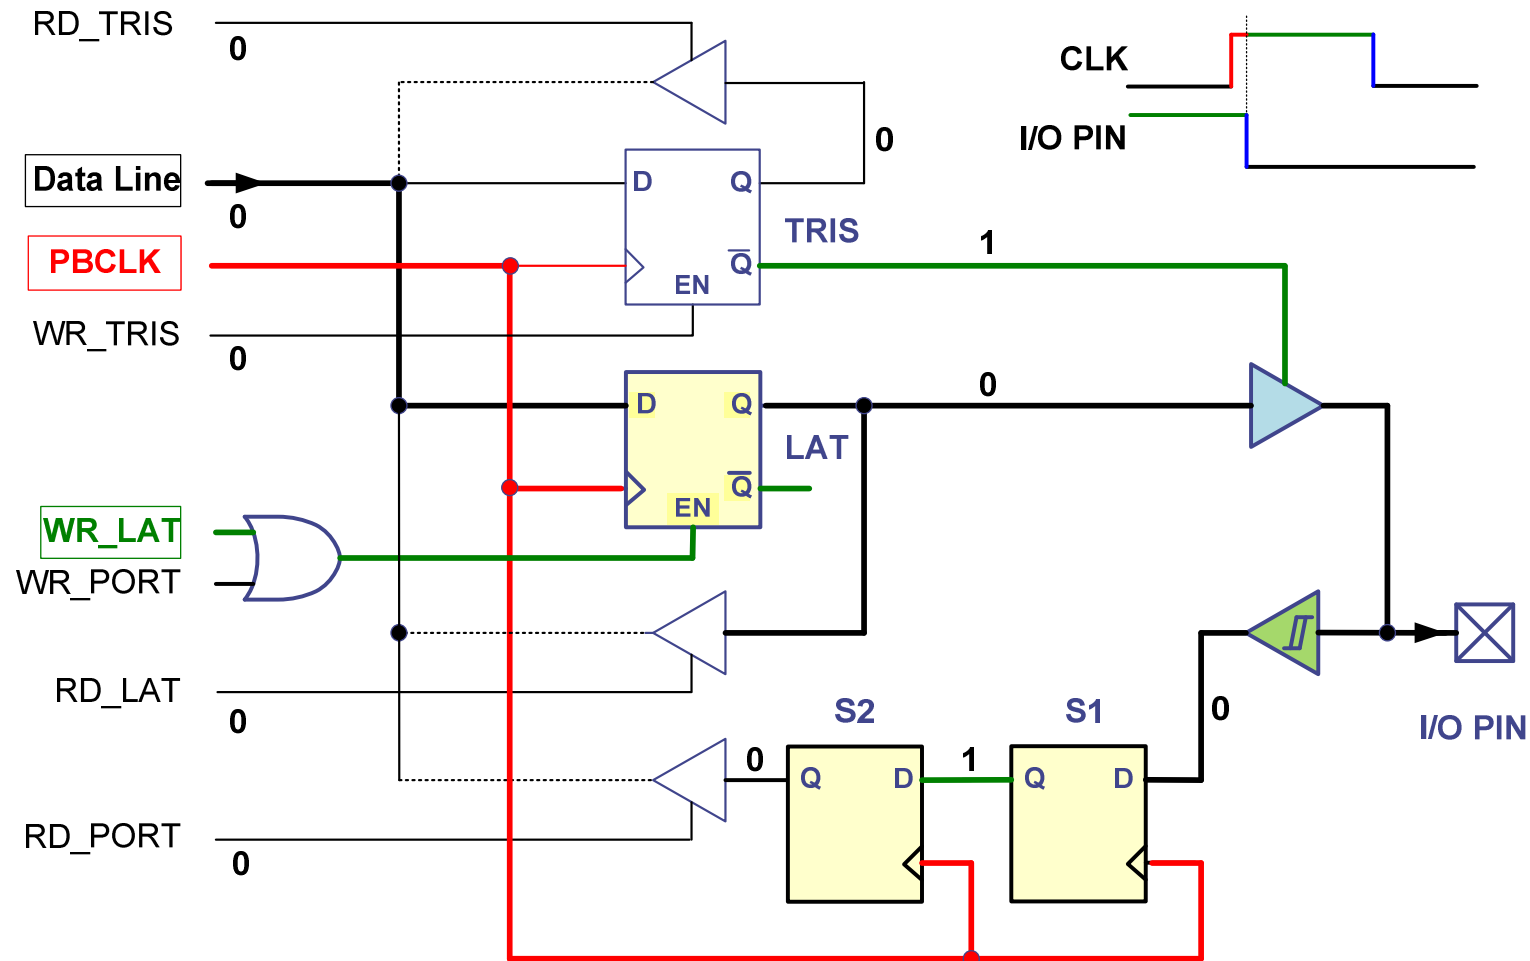 RD_TRIS
0
CLK
I/O PIN
0
Data Line
0
D
Q
TRIS
PBCLK
Q
EN
1
WR_TRIS
0
D
Q
0
LAT
Q
EN
WR_LAT
WR_PORT
RD_LAT
0
S2
S1
0
I/O PIN
0
Q
D
1
Q
D
RD_PORT
0